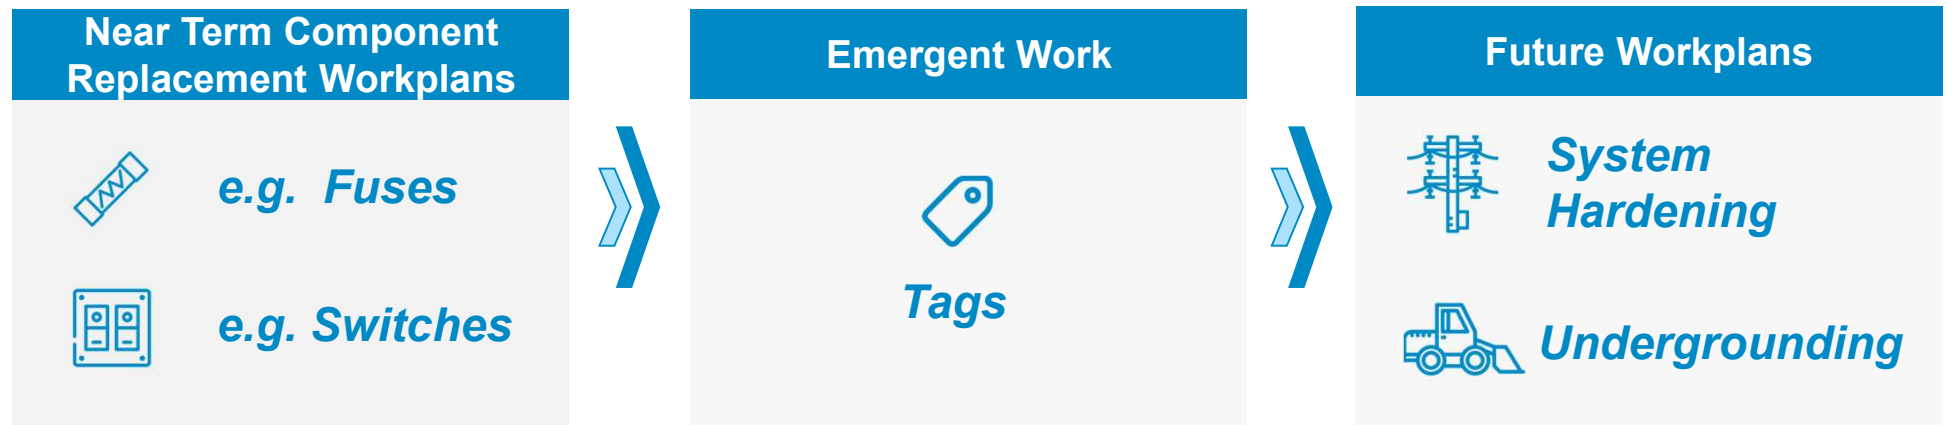 Near Term Component
Replacement Workplans
e.g. Fuses
e.g. Switches
Emergent Work
Tags
Future Workplans
System
Hardening
Undergrounding